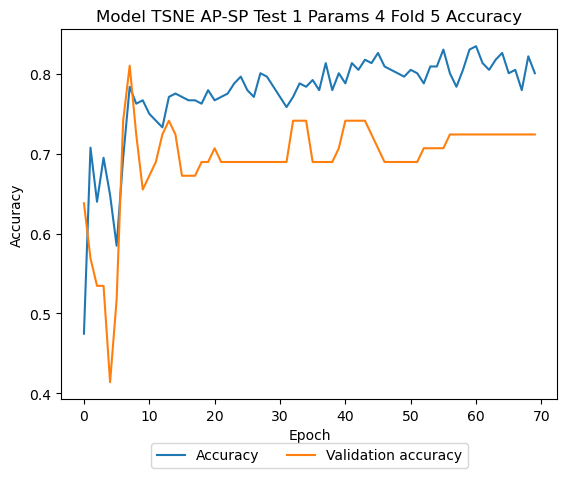 Model TSNE AP-SP Test 1 Params 4 Fold 5 Accuracy
0.8
0.7
0.6
0.5
0.4
Accuracy
0 10 20 30 40 50 60 70
Epoch
Accuracy Validation accuracy